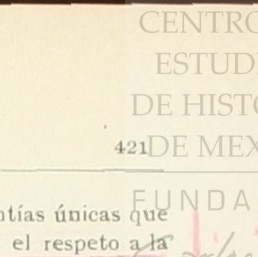 CENTRO
ESTUD
DE HISTO
DE MEX
FUNDA
421
ntías únicas que
el respeto a la